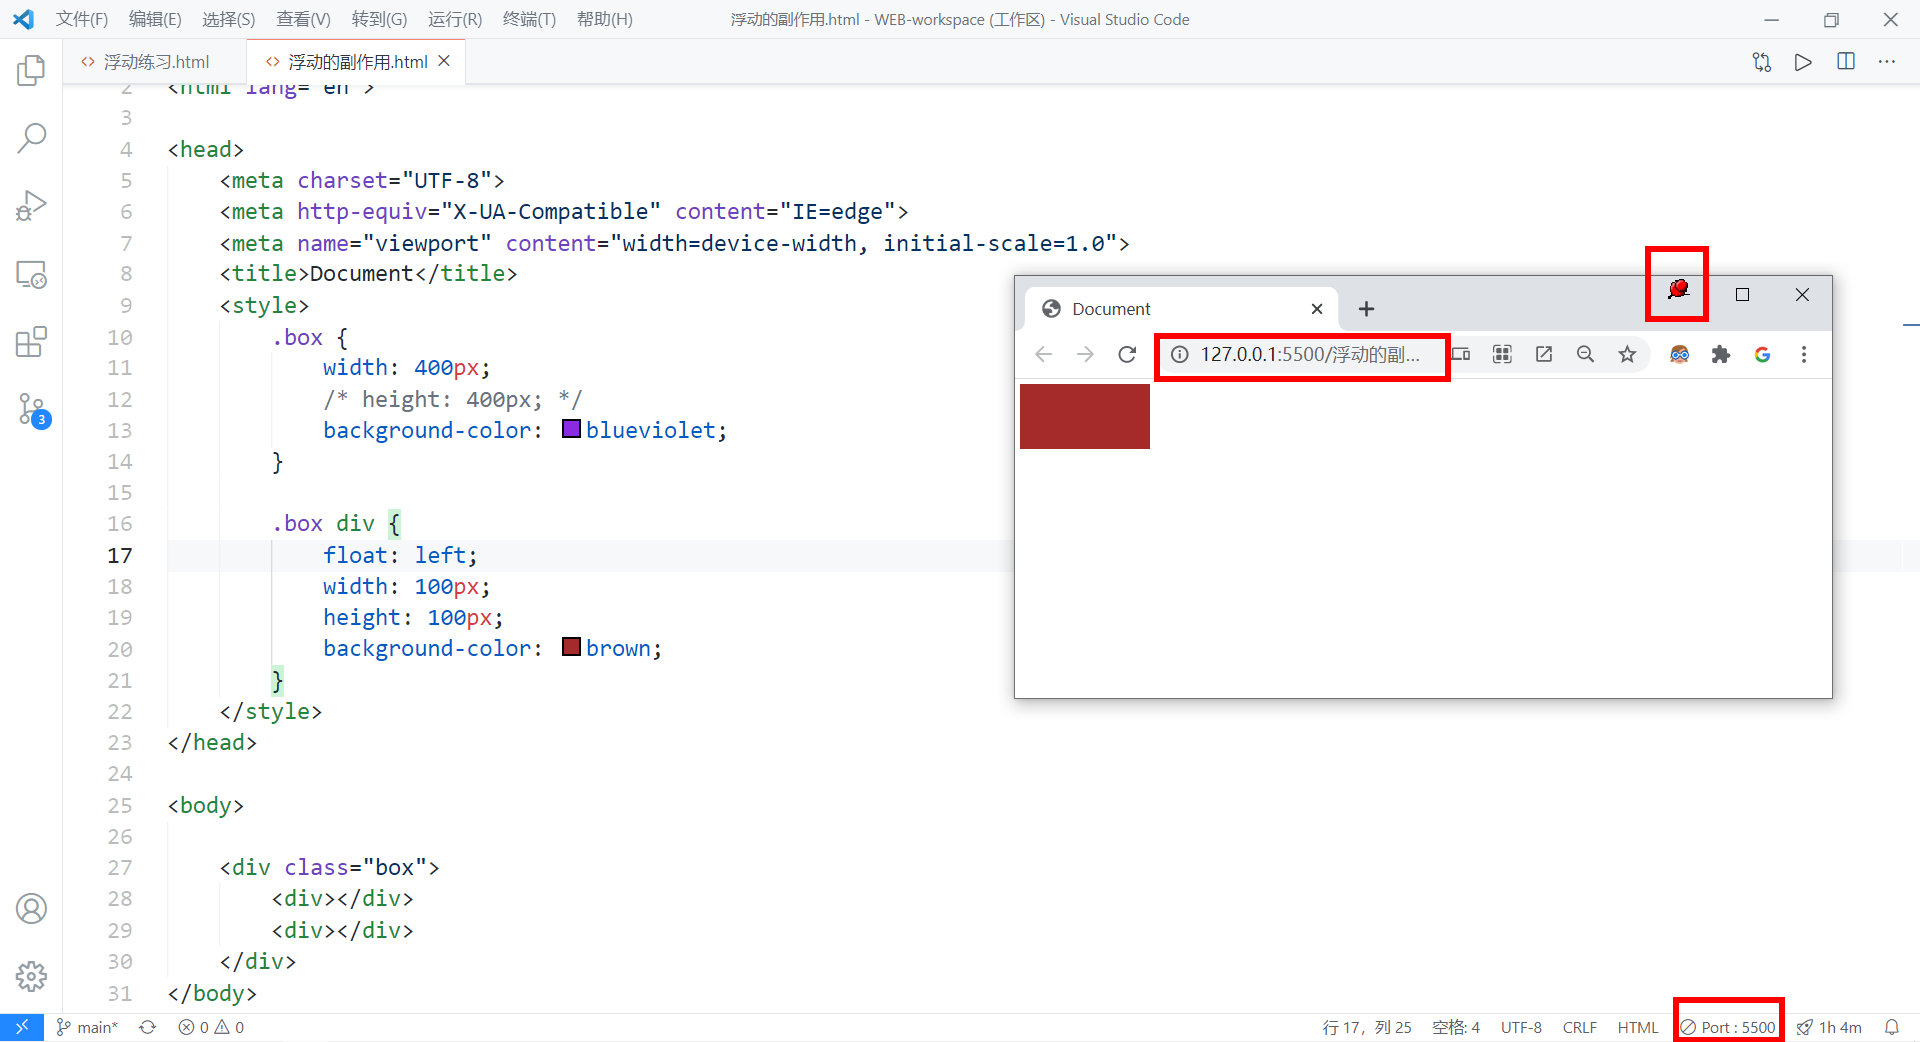 文件(F) 编辑(E) 选择(S) 查看(V) 转到(G) 运行(R) 终端(T) 帮助(H) 浮动的副作用.html - WEB-workspace (工作区) - Visual Studio Code
浮动练习.html 浮动的副作用.html
2 <html lang="en">
3
4 <head>
5 <meta charset="UTF-8">
6 <meta http-equiv="X-UA-Compatible" content="IE=edge">
7 <meta name="viewport" content="width=device-width, initial-scale=1.0">
8 <title>Document</title>
9 <style>
10 .box {
11 width: 400px;
12 /* height: 400px; */
13 background-color: blueviolet;
14 }
15
16 .box div {
17 float: left;
18 width: 100px;
19 height: 100px;
20 background-color: brown;
21 }
22 </style>
23 </head>
24
25 <body>
26
27 <div class="box">
28 <div></div>
29 <div></div>
30 </div>
31 </body>
Document
127.0.0.1:5500/浮动的副...
3
main* 0 0 行 17，列 25 空格: 4 UTF-8 CRLF HTML Port : 5500 1h 4m